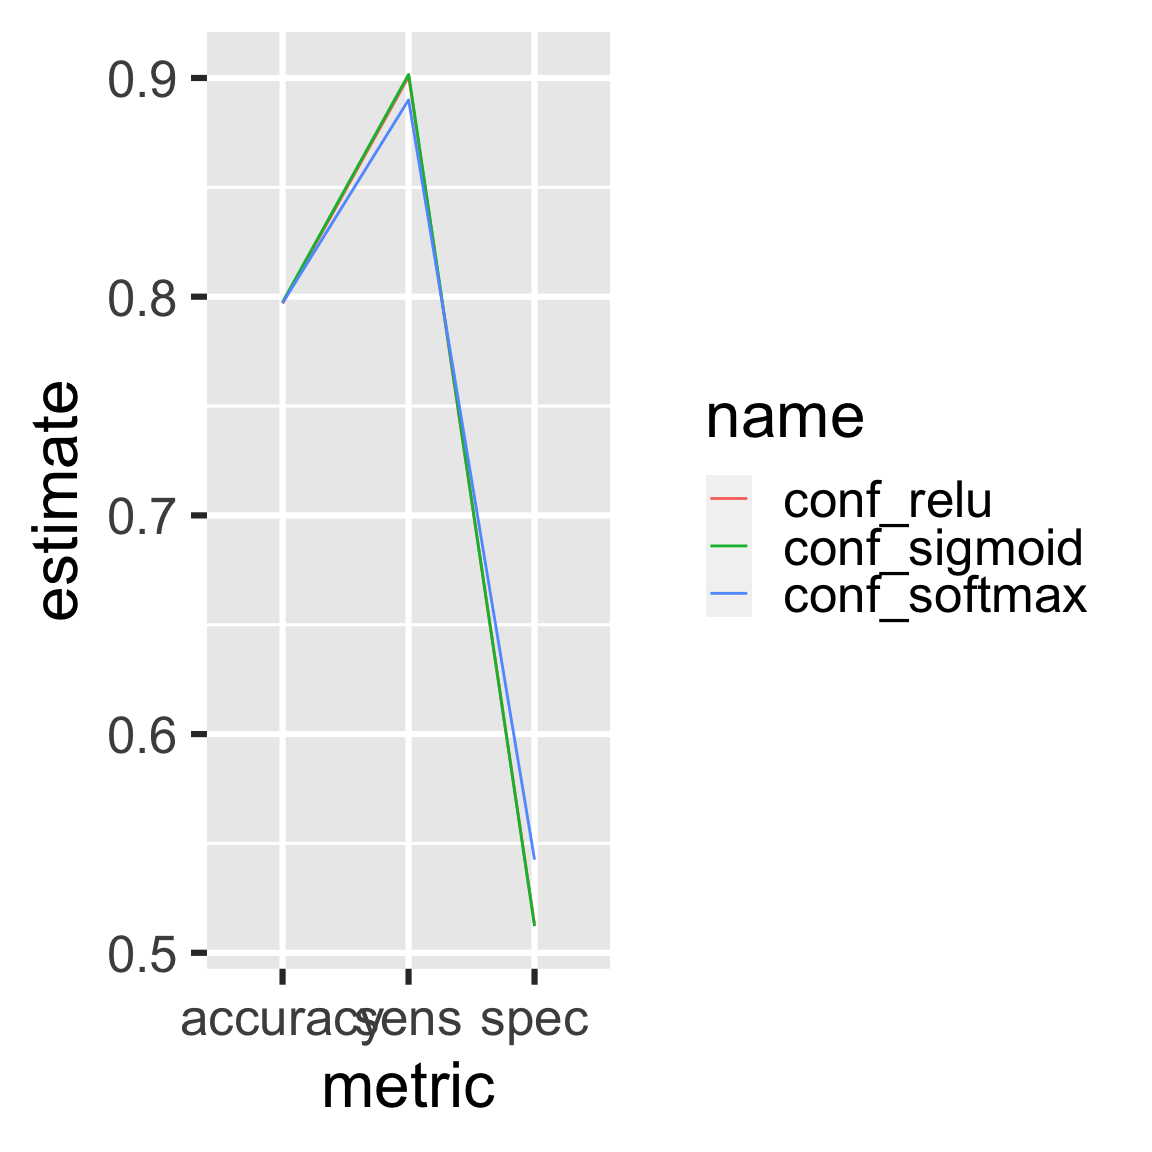 estimate
0.9
0.8
0.7
0.6
0.5
accuracy sens spec
metric
name
conf_relu
conf_sigmoid
conf_softmax